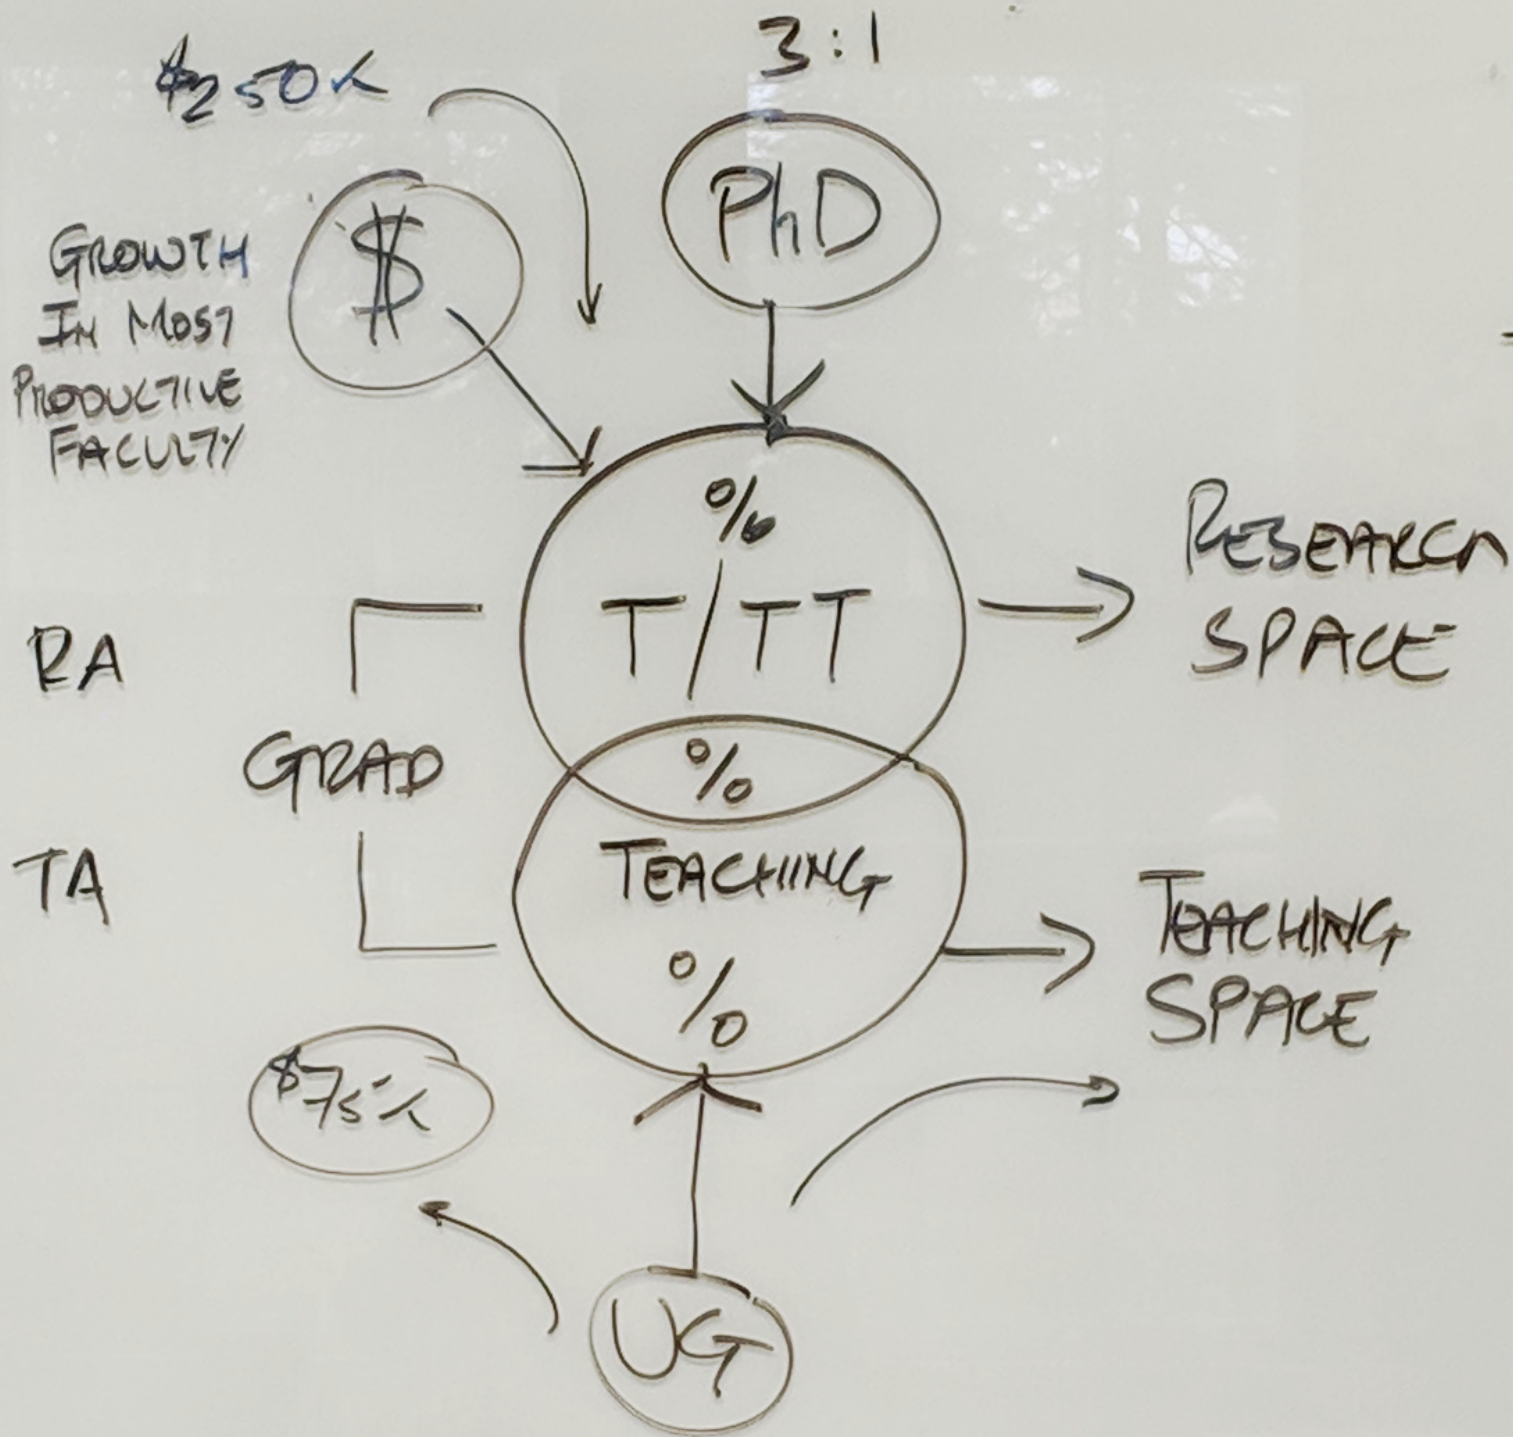 3:1
$250K
PhD
$
GROWTH
IN MOST
PRODUCTIVE
FACULTY
%
T/TT
RESEARCH
SPACE
RA
GRAD
%
TA
TEACHING
%
TEACHING
SPACE
$75K
UG